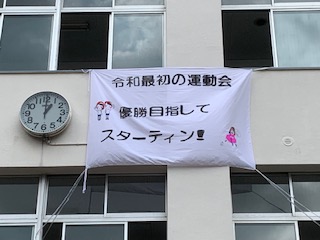 令和最初の運動会
優勝目指して
スターティン!!